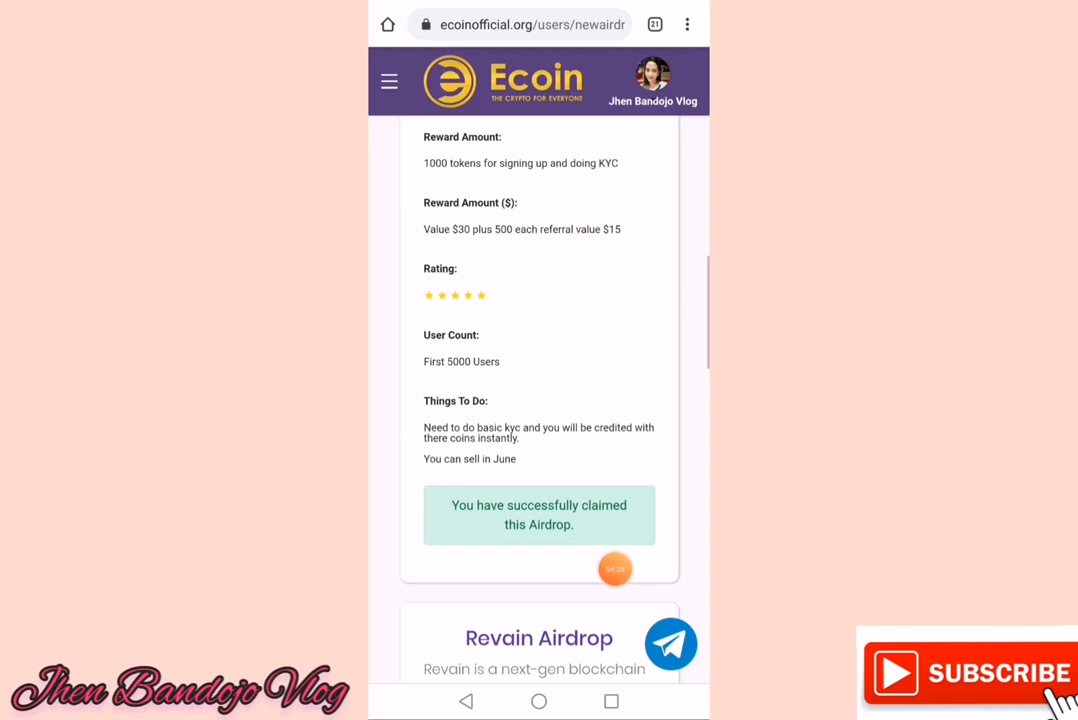 ecoinofficial.org/users/newairdr
21
Ecoin
THE CRYPTO FOR EVERYONE
Jhen Bandojo Vlog
Reward Amount:
1000 tokens for signing up and doing KYC
Reward Amount ($):
Value $30 plus 500 each referral value $15
Rating:
User Count:
First 5000 Users
Things To Do:
Need to do basic kyc and you will be credited with
there coins instantly.
You can sell in June
You have successfully claimed
this Airdrop.
04:24
Revain Airdrop
Revain is a next-gen blockchain
Jhen Bandojo Vlog
SUBSCRIBE